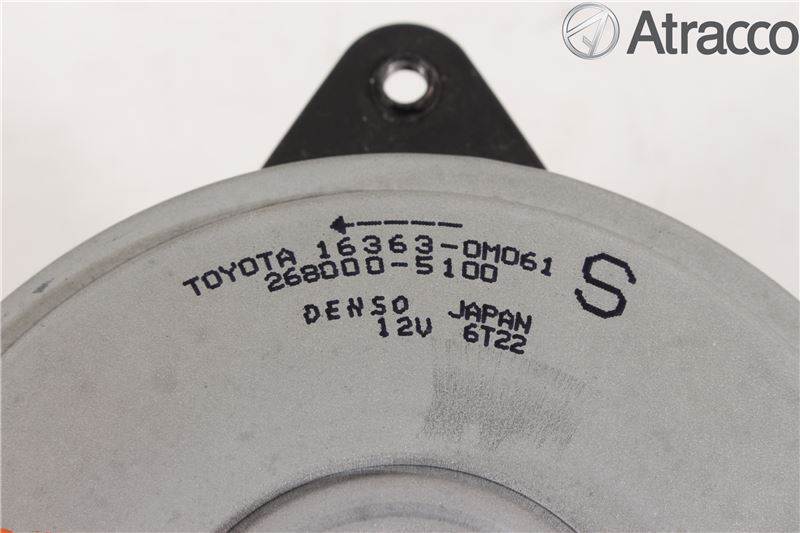 Atracco
TOYOTA 16363-0M061
268000-5100
S
DENSO JAPAN
12V 6T22